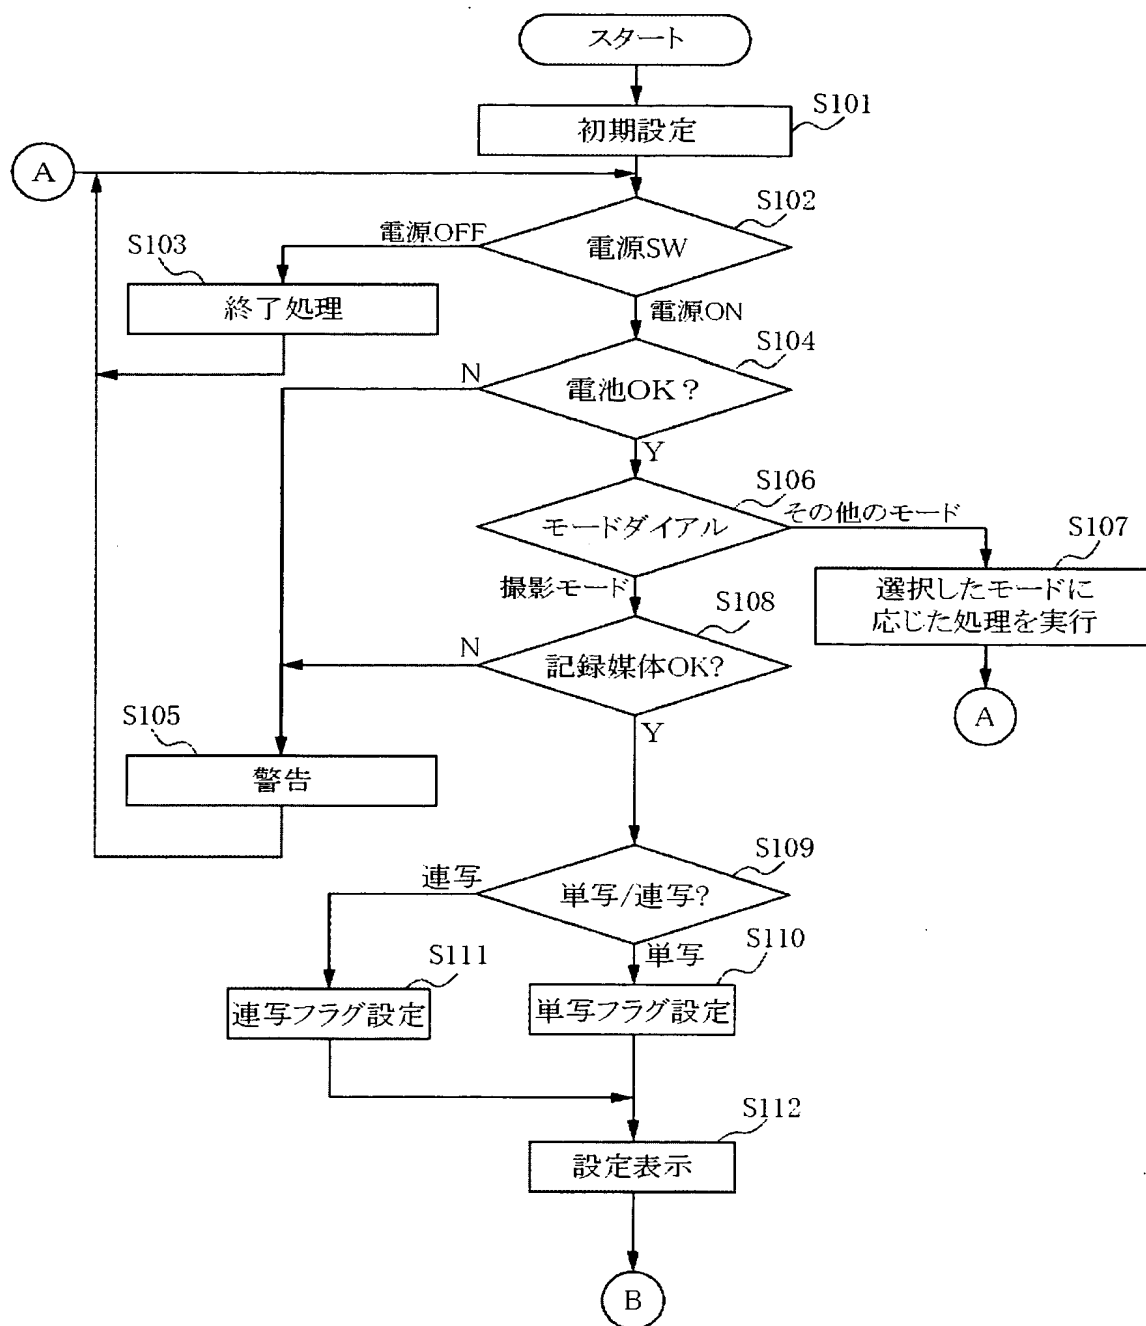 スタート
S101
初期設定
A
S102
電源OFF
電源SW
S103
終了処理
電源ON
S104
N
電池OK?
Y
S106
その他のモード
モードダイアル
S107
選択したモードに
応じた処理を実行
撮影モード
S108
N
記録媒体OK?
A
S105
Y
警告
S109
連写
単写/連写?
S111
単写
S110
連写フラグ設定
単写フラグ設定
S112
設定表示
B